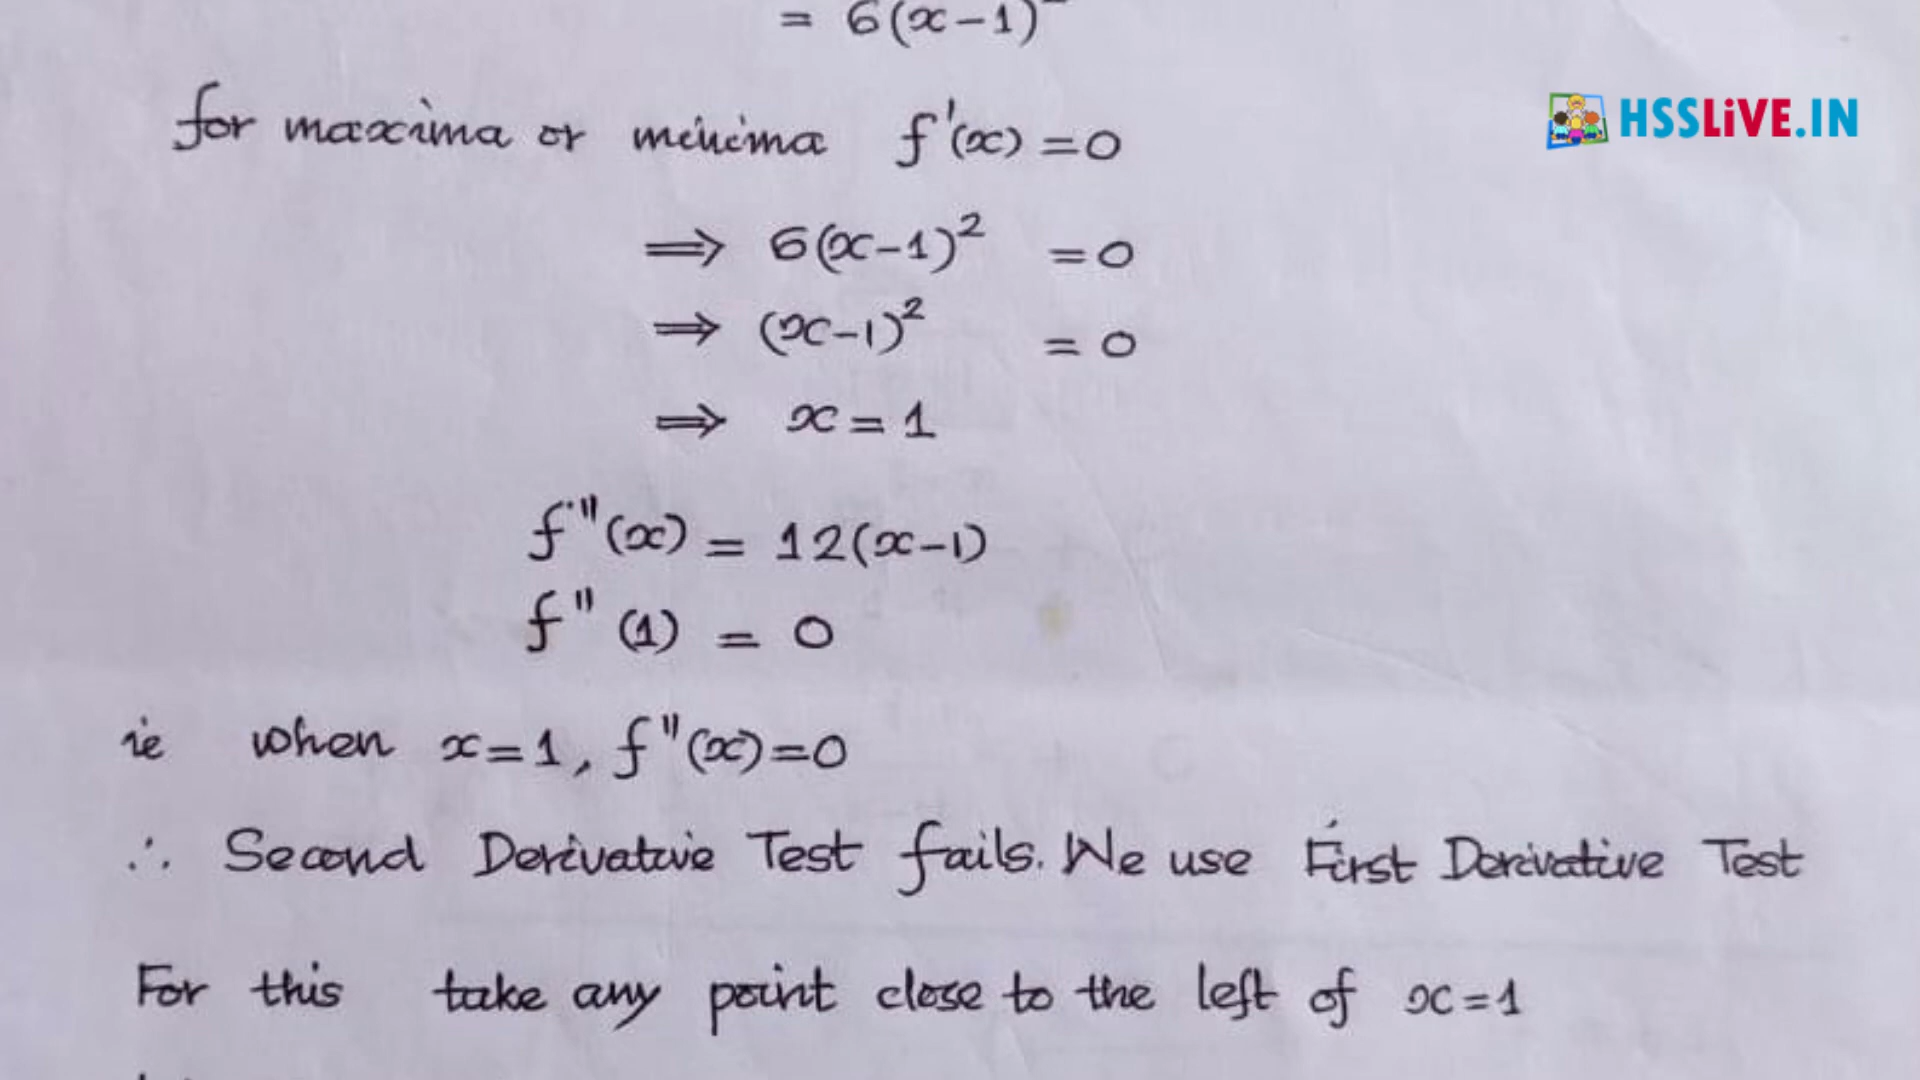 = 6(x-1)²
for maxima or minima f'(x) = 0
HSSLiVE.IN
⟹ 6(x-1)² = 0
⟹ (x-1)² = 0
⟹ x = 1
f''(x) = 12(x-1)
f''(1) = 0
ie when x=1, f''(x)=0
∴ Second Derivative Test fails. We use First Derivative Test
For this take any point close to the left of x=1